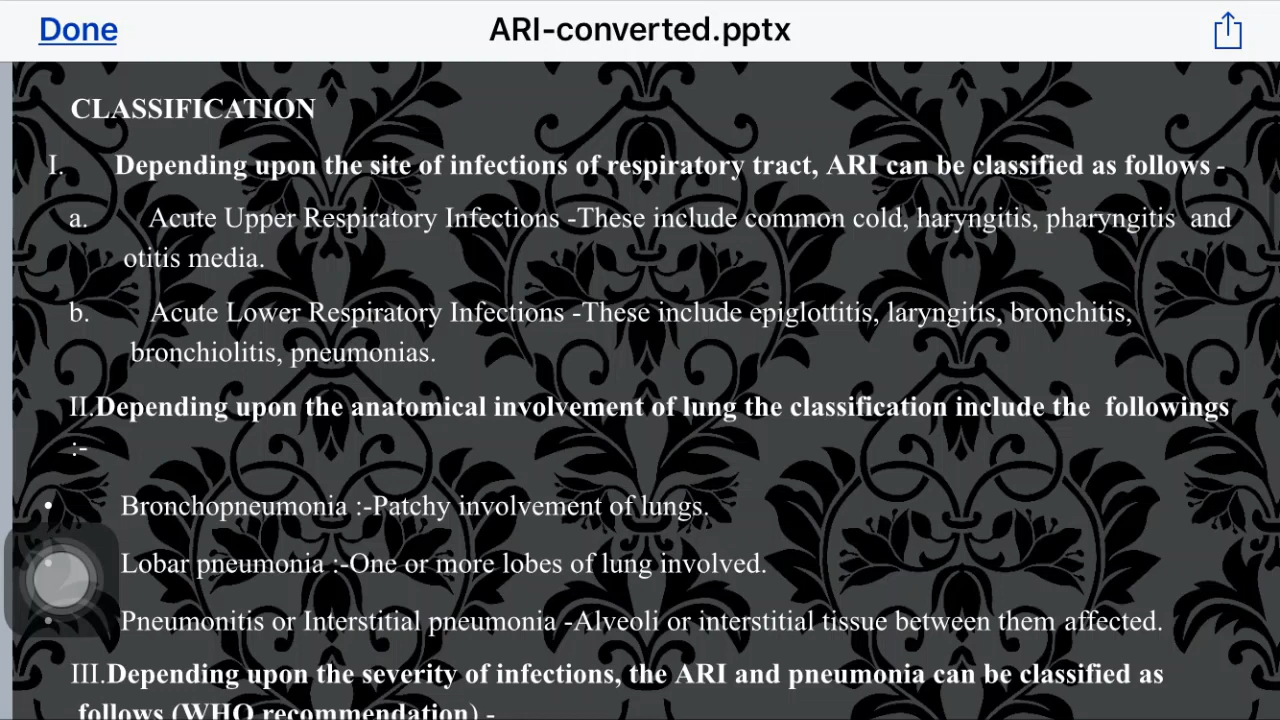 Done
ARI-converted.pptx
CLASSIFICATION
I. Depending upon the site of infections of respiratory tract, ARI can be classified as follows -
a. Acute Upper Respiratory Infections -These include common cold, haryngitis, pharyngitis and
otitis media.
b. Acute Lower Respiratory Infections -These include epiglottitis, laryngitis, bronchitis,
bronchiolitis, pneumonias.
II.Depending upon the anatomical involvement of lung the classification include the followings
:-
• Bronchopneumonia :-Patchy involvement of lungs.
• Lobar pneumonia :-One or more lobes of lung involved.
• Pneumonitis or Interstitial pneumonia -Alveoli or interstitial tissue between them affected.
III.Depending upon the severity of infections, the ARI and pneumonia can be classified as
follows (WHO recommendation) -